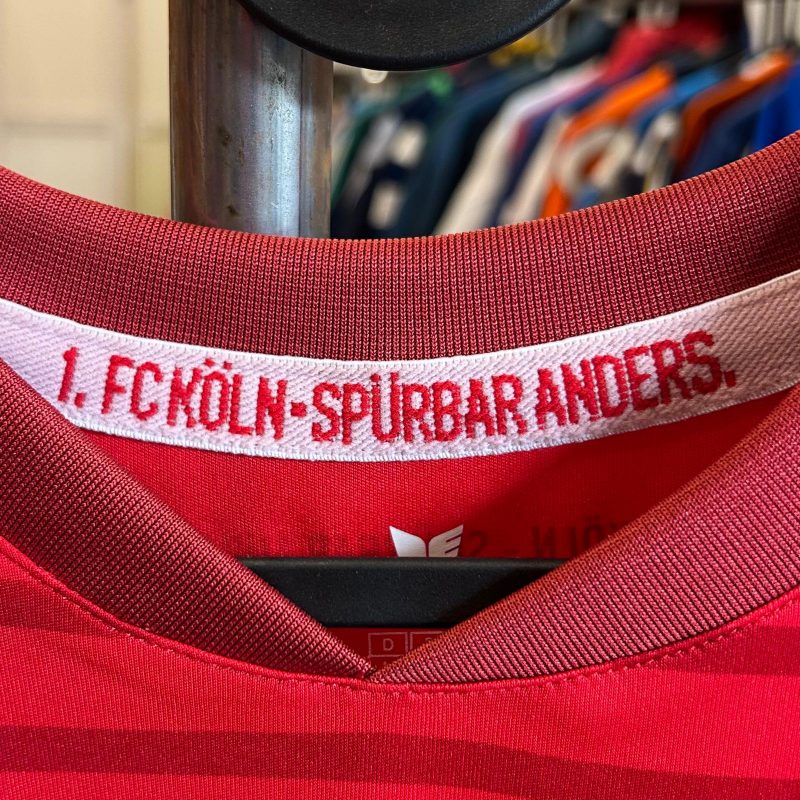 1. FC KÖLN · SPÜRBAR ANDERS.
D